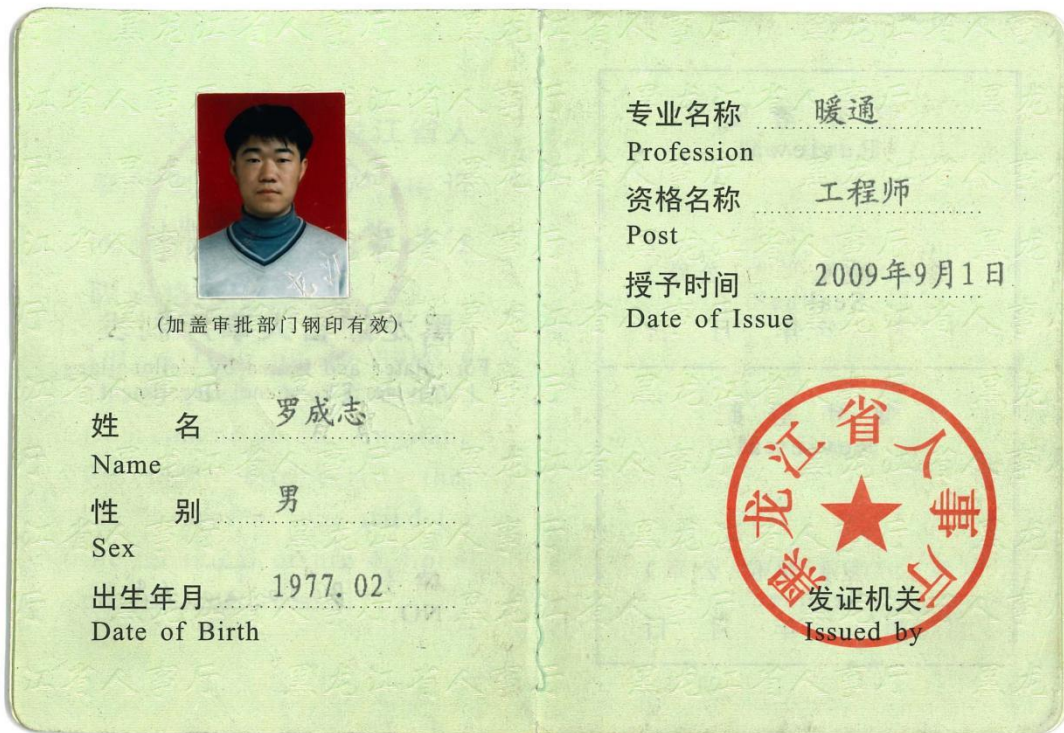 (加盖审批部门钢印有效)
姓 名 罗成志
Name
性 别 男
Sex
出生年月 1977.02
Date of Birth
专业名称 暖通
Profession
资格名称 工程师
Post
授予时间 2009年9月1日
Date of Issue
黑龙江省人事厅
发证机关
Issued by